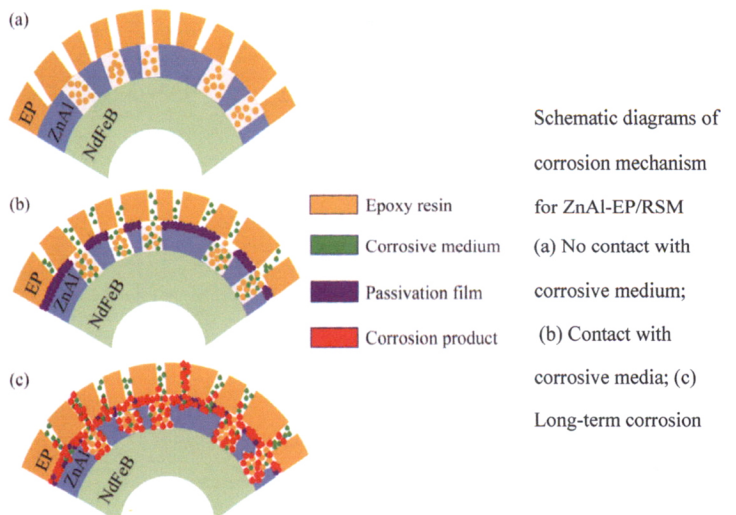 (a)
EP
ZnAl
NdFeB
(b)
EP
ZnAl
NdFeB
(c)
EP
ZnAl
NdFeB
Epoxy resin
Corrosive medium
Passivation film
Corrosion product
Schematic diagrams of
corrosion mechanism
for ZnAl-EP/RSM
(a) No contact with
corrosive medium;
(b) Contact with
corrosive media; (c)
Long-term corrosion